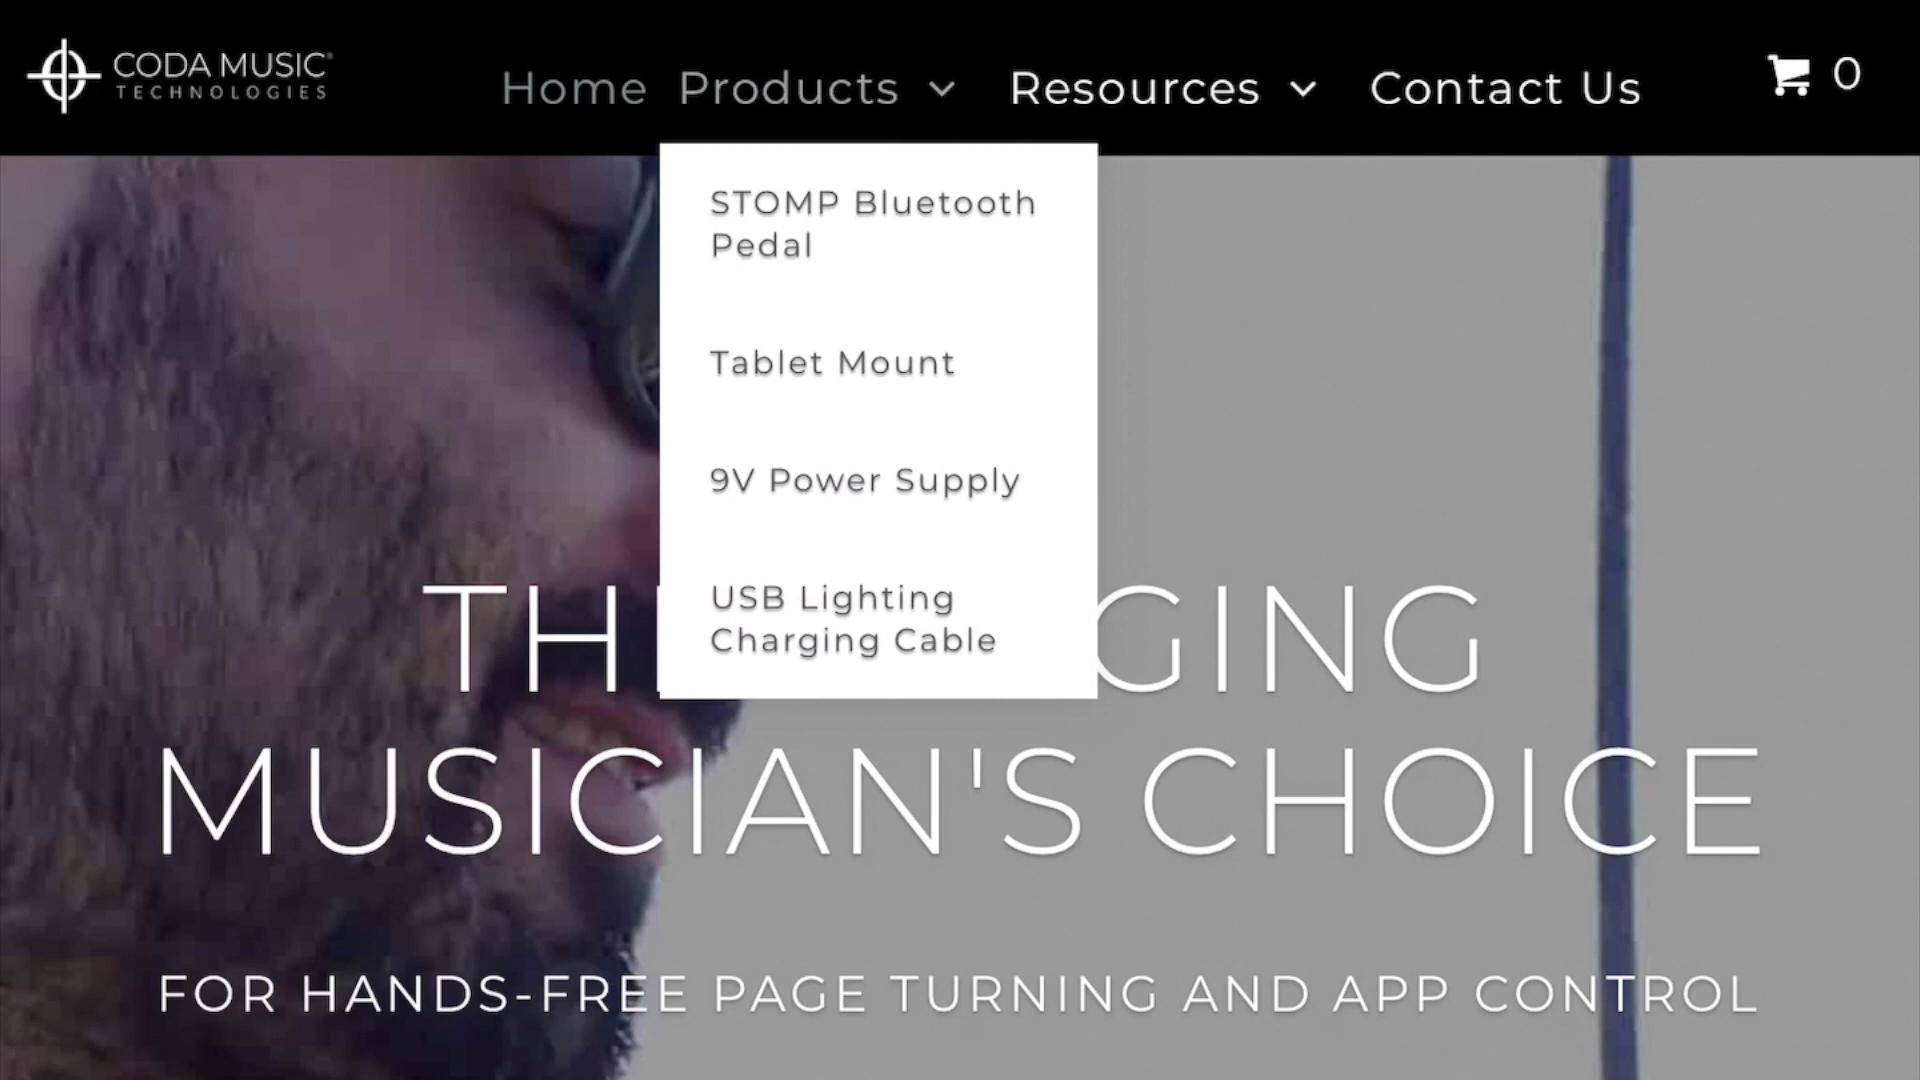 CODA MUSIC®
TECHNOLOGIES
Home Products Resources Contact Us 0
STOMP Bluetooth
Pedal
Tablet Mount
9V Power Supply
USB Lighting
Charging Cable
TH GING
MUSICIAN'S CHOICE
FOR HANDS-FREE PAGE TURNING AND APP CONTROL